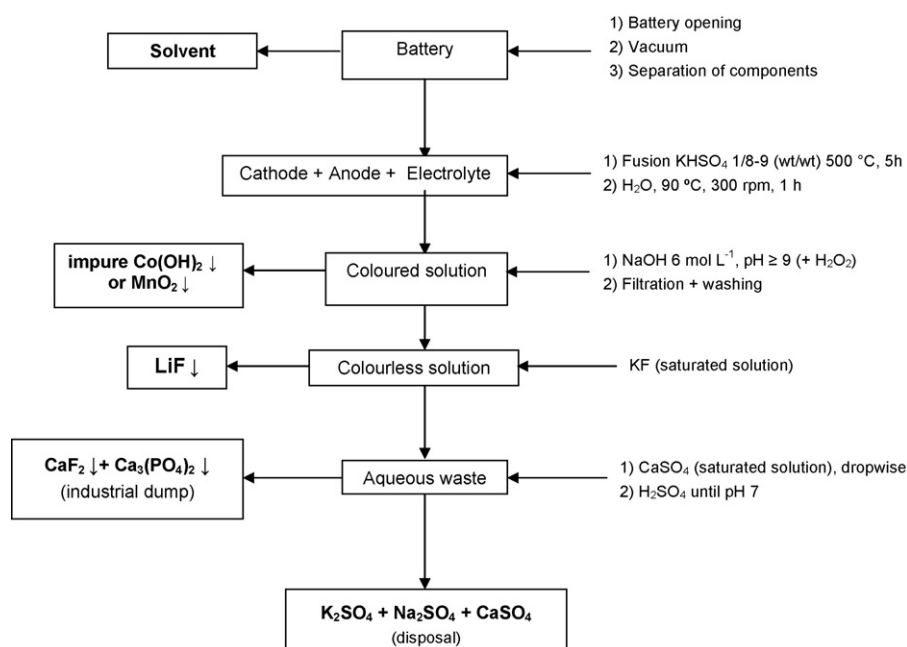 Solvent
Battery
1) Battery opening
2) Vacuum
3) Separation of components
Cathode + Anode + Electrolyte
1) Fusion KHSO₄ 1/8-9 (wt/wt) 500 °C, 5h
2) H₂O, 90 ºC, 300 rpm, 1 h
impure Co(OH)₂ ↓
or MnO₂ ↓
Coloured solution
1) NaOH 6 mol L⁻¹, pH ≥ 9 (+ H₂O₂)
2) Filtration + washing
LiF ↓
Colourless solution
KF (saturated solution)
CaF₂ ↓+ Ca₃(PO₄)₂ ↓
(industrial dump)
Aqueous waste
1) CaSO₄ (saturated solution), dropwise
2) H₂SO₄ until pH 7
K₂SO₄ + Na₂SO₄ + CaSO₄
(disposal)